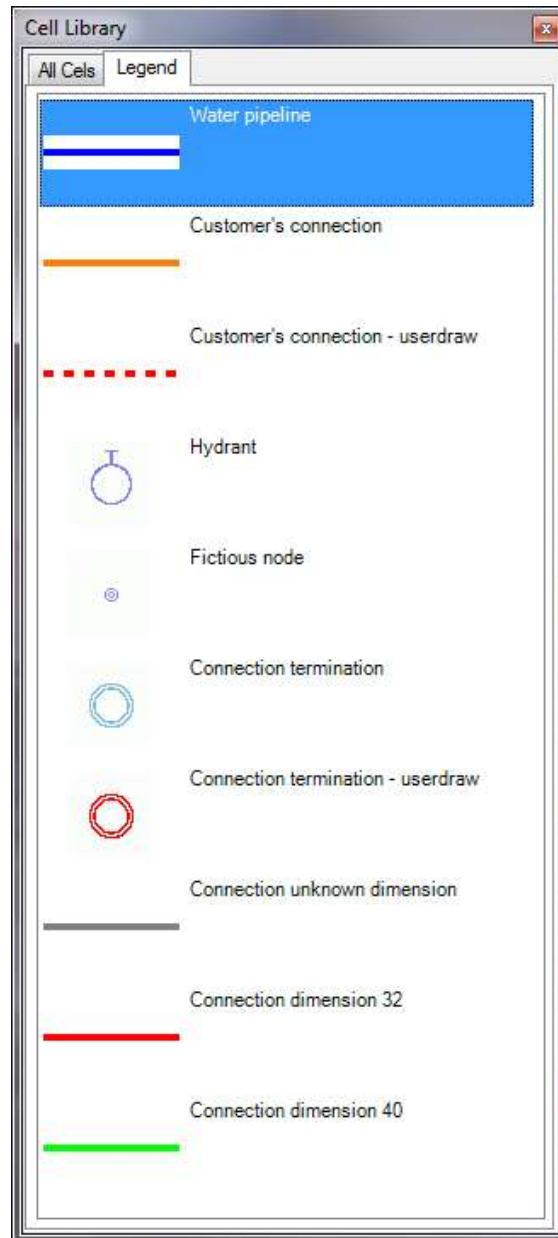 Cell Library
All Cels Legend
Water pipeline
Customer's connection
Customer's connection - userdraw
Hydrant
Fictious node
Connection termination
Connection termination - userdraw
Connection unknown dimension
Connection dimension 32
Connection dimension 40